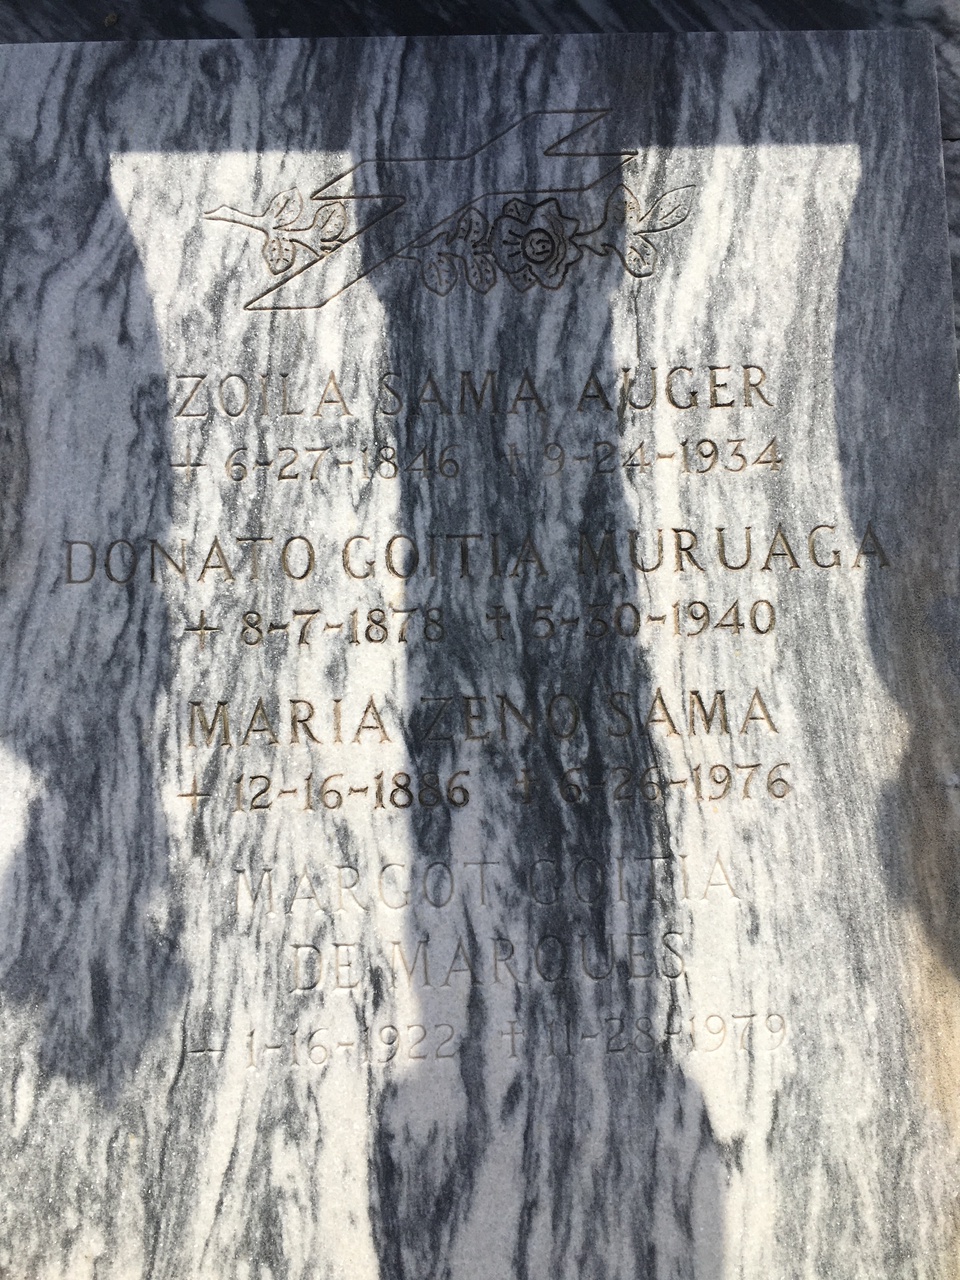 ZOILA SAMA AUGER
+ 6-27-1846 ✝ 9-24-1934
DONATO GOITIA MURUAGA
+ 8-7-1878 ✝ 5-30-1940
MARIA ZENO SAMA
+ 12-16-1886 ✝ 6-26-1976
MARGOT GOITIA
DE MARQUES
+ 1-16-1922 ✝ 11-28-1979